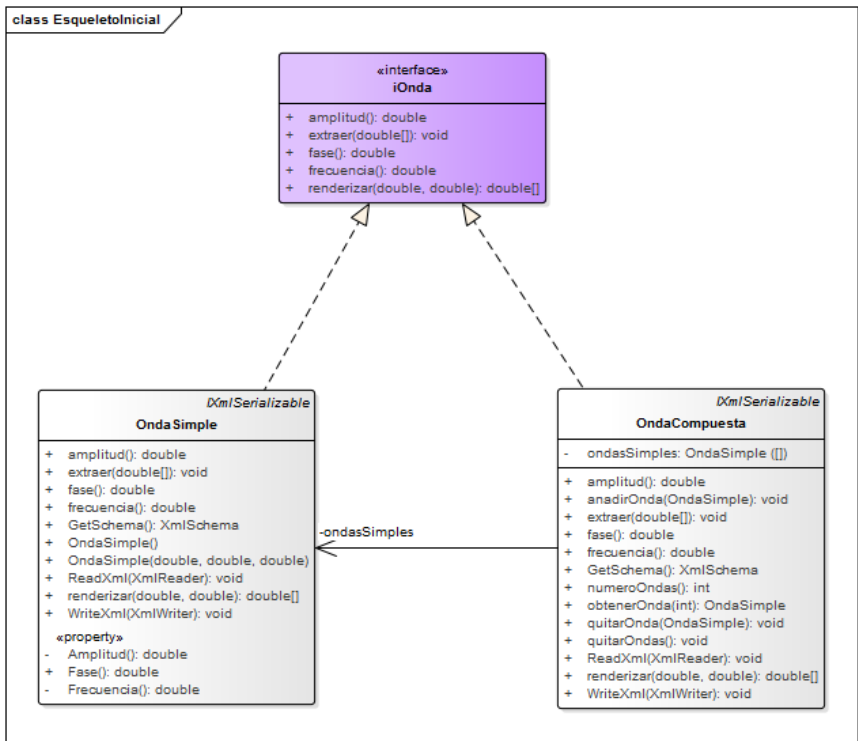 class EsqueletoInicial
«interface»
iOnda
+ amplitud(): double
+ extraer(double[]): void
+ fase(): double
+ frecuencia(): double
+ renderizar(double, double): double[]
IXmlSerializable
OndaSimple
+ amplitud(): double
+ extraer(double[]): void
+ fase(): double
+ frecuencia(): double
+ GetSchema(): XmlSchema
+ OndaSimple()
+ OndaSimple(double, double, double)
+ ReadXml(XmlReader): void
+ renderizar(double, double): double[]
+ WriteXml(XmlWriter): void
«property»
- Amplitud(): double
+ Fase(): double
- Frecuencia(): double
-ondasSimples
IXmlSerializable
OndaCompuesta
- ondasSimples: OndaSimple ([])
+ amplitud(): double
+ anadirOnda(OndaSimple): void
+ extraer(double[]): void
+ fase(): double
+ frecuencia(): double
+ GetSchema(): XmlSchema
+ numeroOndas(): int
+ obtenerOnda(int): OndaSimple
+ quitarOnda(OndaSimple): void
+ quitarOndas(): void
+ ReadXml(XmlReader): void
+ renderizar(double, double): double[]
+ WriteXml(XmlWriter): void